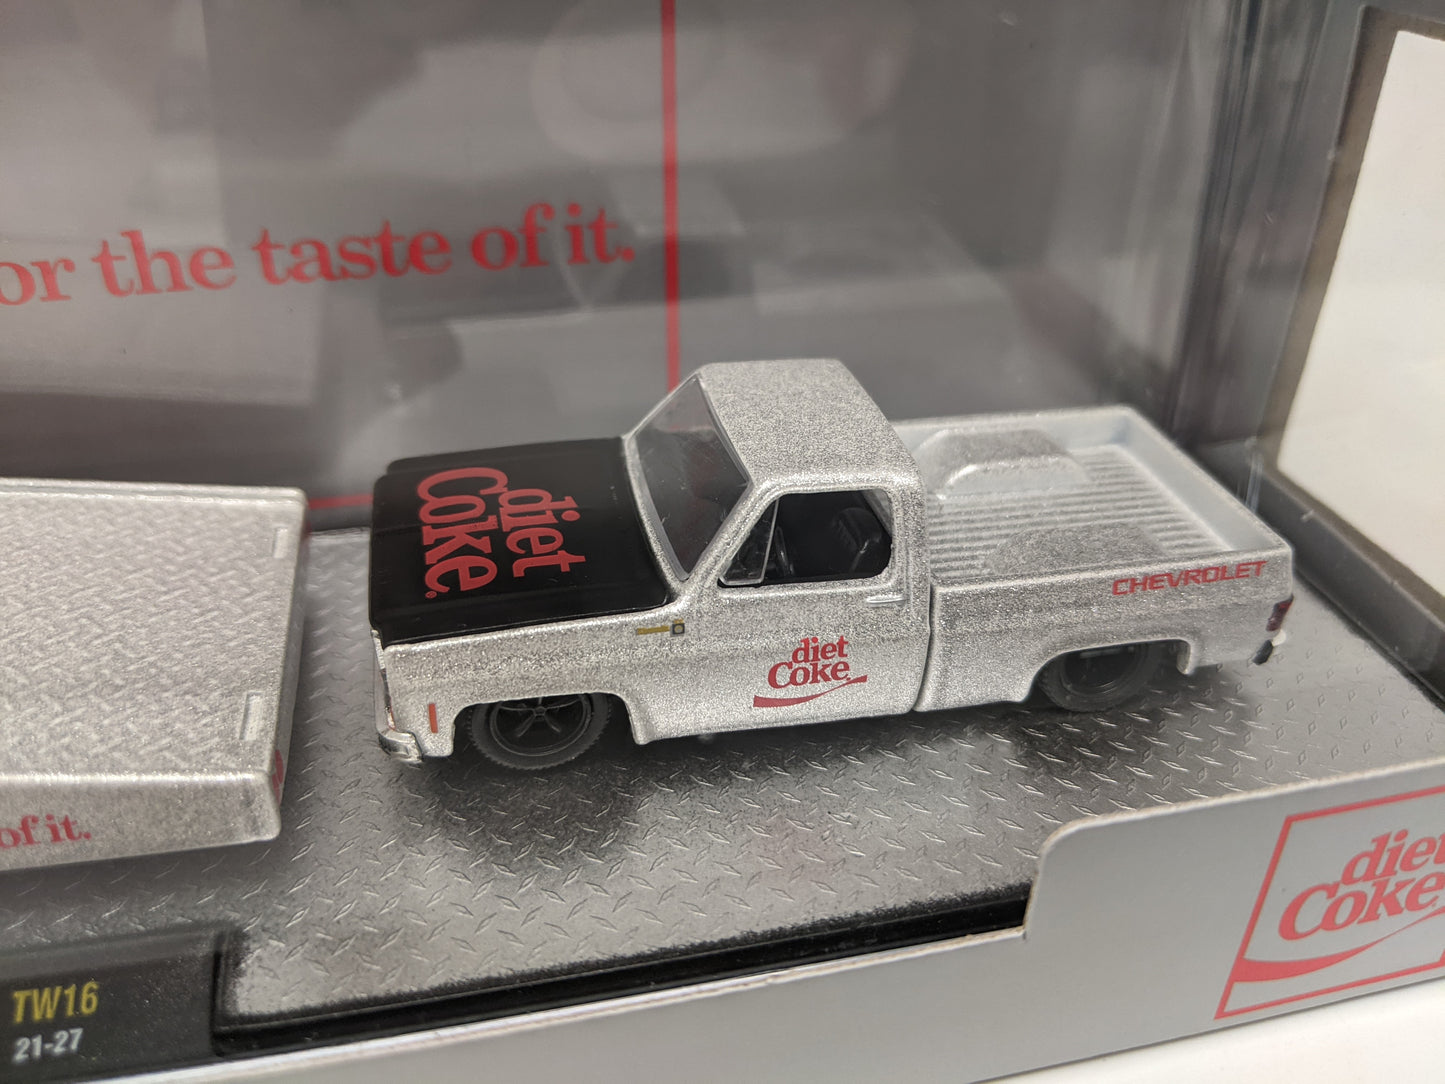 or the taste of it.
diet
Coke.
CHEVROLET
diet
Coke
of it.
diet
Coke
TW16
21-27